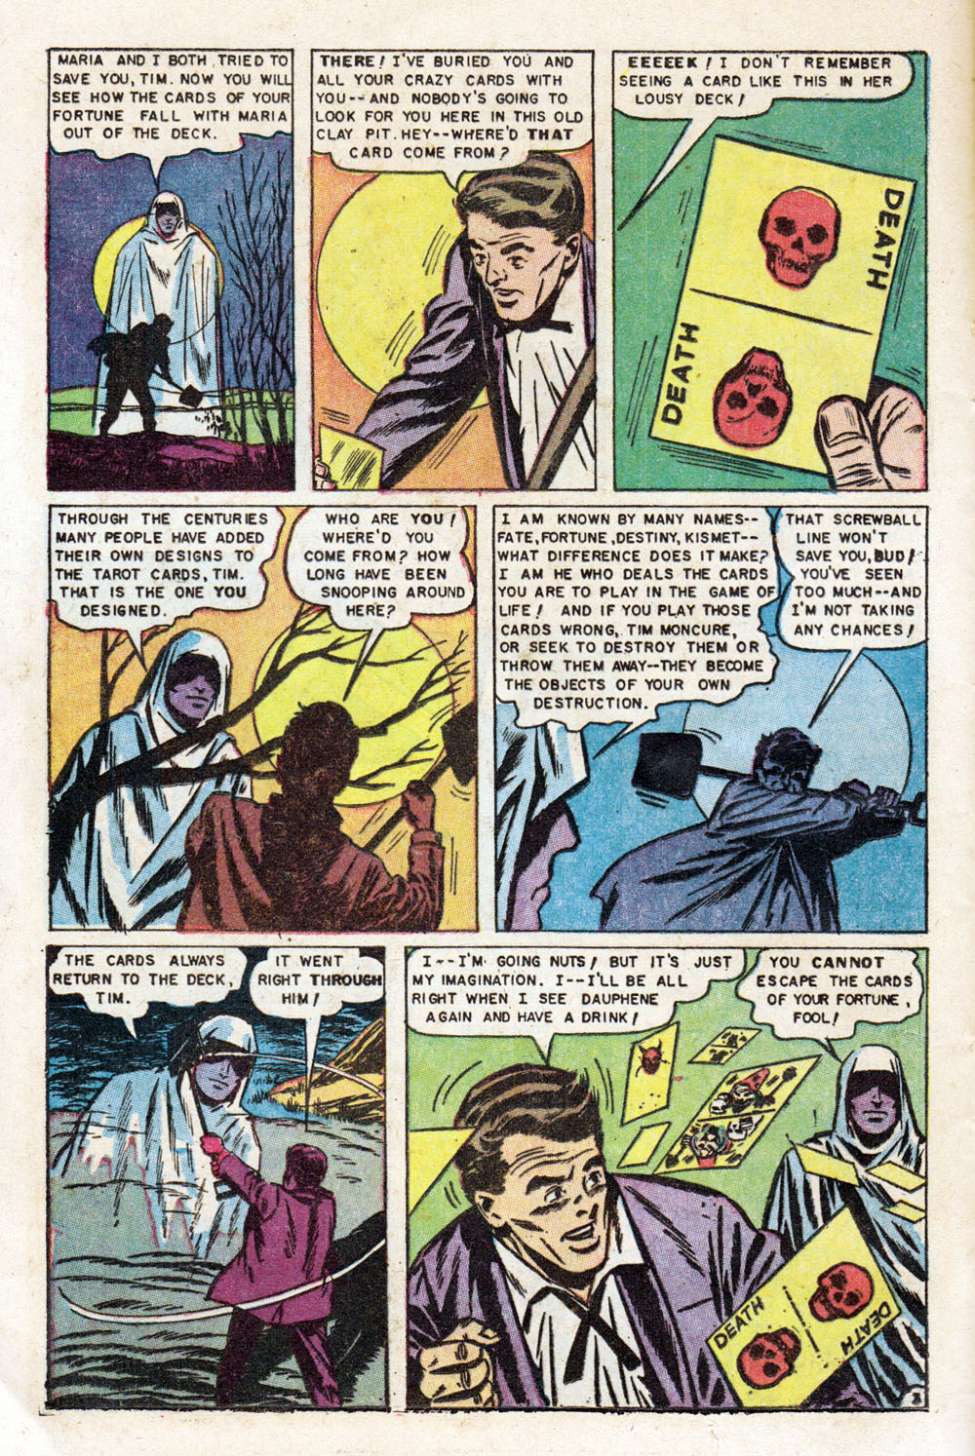 MARIA AND I BOTH TRIED TO
SAVE YOU, TIM. NOW YOU WILL
SEE HOW THE CARDS OF YOUR
FORTUNE FALL WITH MARIA
OUT OF THE DECK.
THERE! I'VE BURIED YOU AND
ALL YOUR CRAZY CARDS WITH
YOU--AND NOBODY'S GOING TO
LOOK FOR YOU HERE IN THIS OLD
CLAY PIT. HEY--WHERE'D THAT
CARD COME FROM?
EEEEEK! I DON'T REMEMBER
SEEING A CARD LIKE THIS IN HER
LOUSY DECK!
DEATH
DEATH
THROUGH THE CENTURIES
MANY PEOPLE HAVE ADDED
THEIR OWN DESIGNS TO
THE TAROT CARDS, TIM.
THAT IS THE ONE YOU
DESIGNED.
WHO ARE YOU!
WHERE'D YOU
COME FROM? HOW
LONG HAVE BEEN
SNOOPING AROUND
HERE?
I AM KNOWN BY MANY NAMES--
FATE, FORTUNE, DESTINY, KISMET--
WHAT DIFFERENCE DOES IT MAKE?
I AM HE WHO DEALS THE CARDS
YOU ARE TO PLAY IN THE GAME OF
LIFE! AND IF YOU PLAY THOSE
CARDS WRONG, TIM MONCURE,
OR SEEK TO DESTROY THEM OR
THROW THEM AWAY--THEY BECOME
THE OBJECTS OF YOUR OWN
DESTRUCTION.
THAT SCREWBALL
LINE WON'T
SAVE YOU, BUD!
YOU'VE SEEN
TOO MUCH--AND
I'M NOT TAKING
ANY CHANCES!
THE CARDS ALWAYS
RETURN TO THE DECK,
TIM.
IT WENT
RIGHT THROUGH
HIM!
I--I'M GOING NUTS! BUT IT'S JUST
MY IMAGINATION. I--I'LL BE ALL
RIGHT WHEN I SEE DAUPHENE
AGAIN AND HAVE A DRINK!
YOU CANNOT
ESCAPE THE CARDS
OF YOUR FORTUNE,
FOOL!
DEATH
DEATH